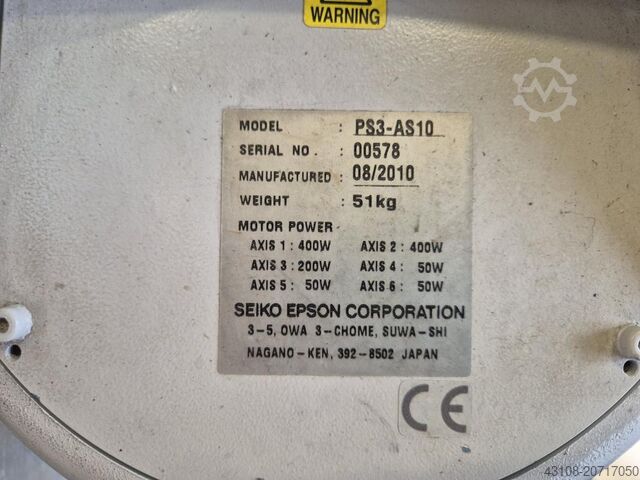 WARNING
MODEL : PS3-AS10
SERIAL NO. : 00578
MANUFACTURED : 08/2010
WEIGHT : 51kg
MOTOR POWER
AXIS 1 : 400W AXIS 2 : 400W
AXIS 3 : 200W AXIS 4 : 50W
AXIS 5 : 50W AXIS 6 : 50W
SEIKO EPSON CORPORATION
3-5, OWA 3-CHOME, SUWA-SHI
NAGANO-KEN, 392-8502 JAPAN
CE
43108-20717050